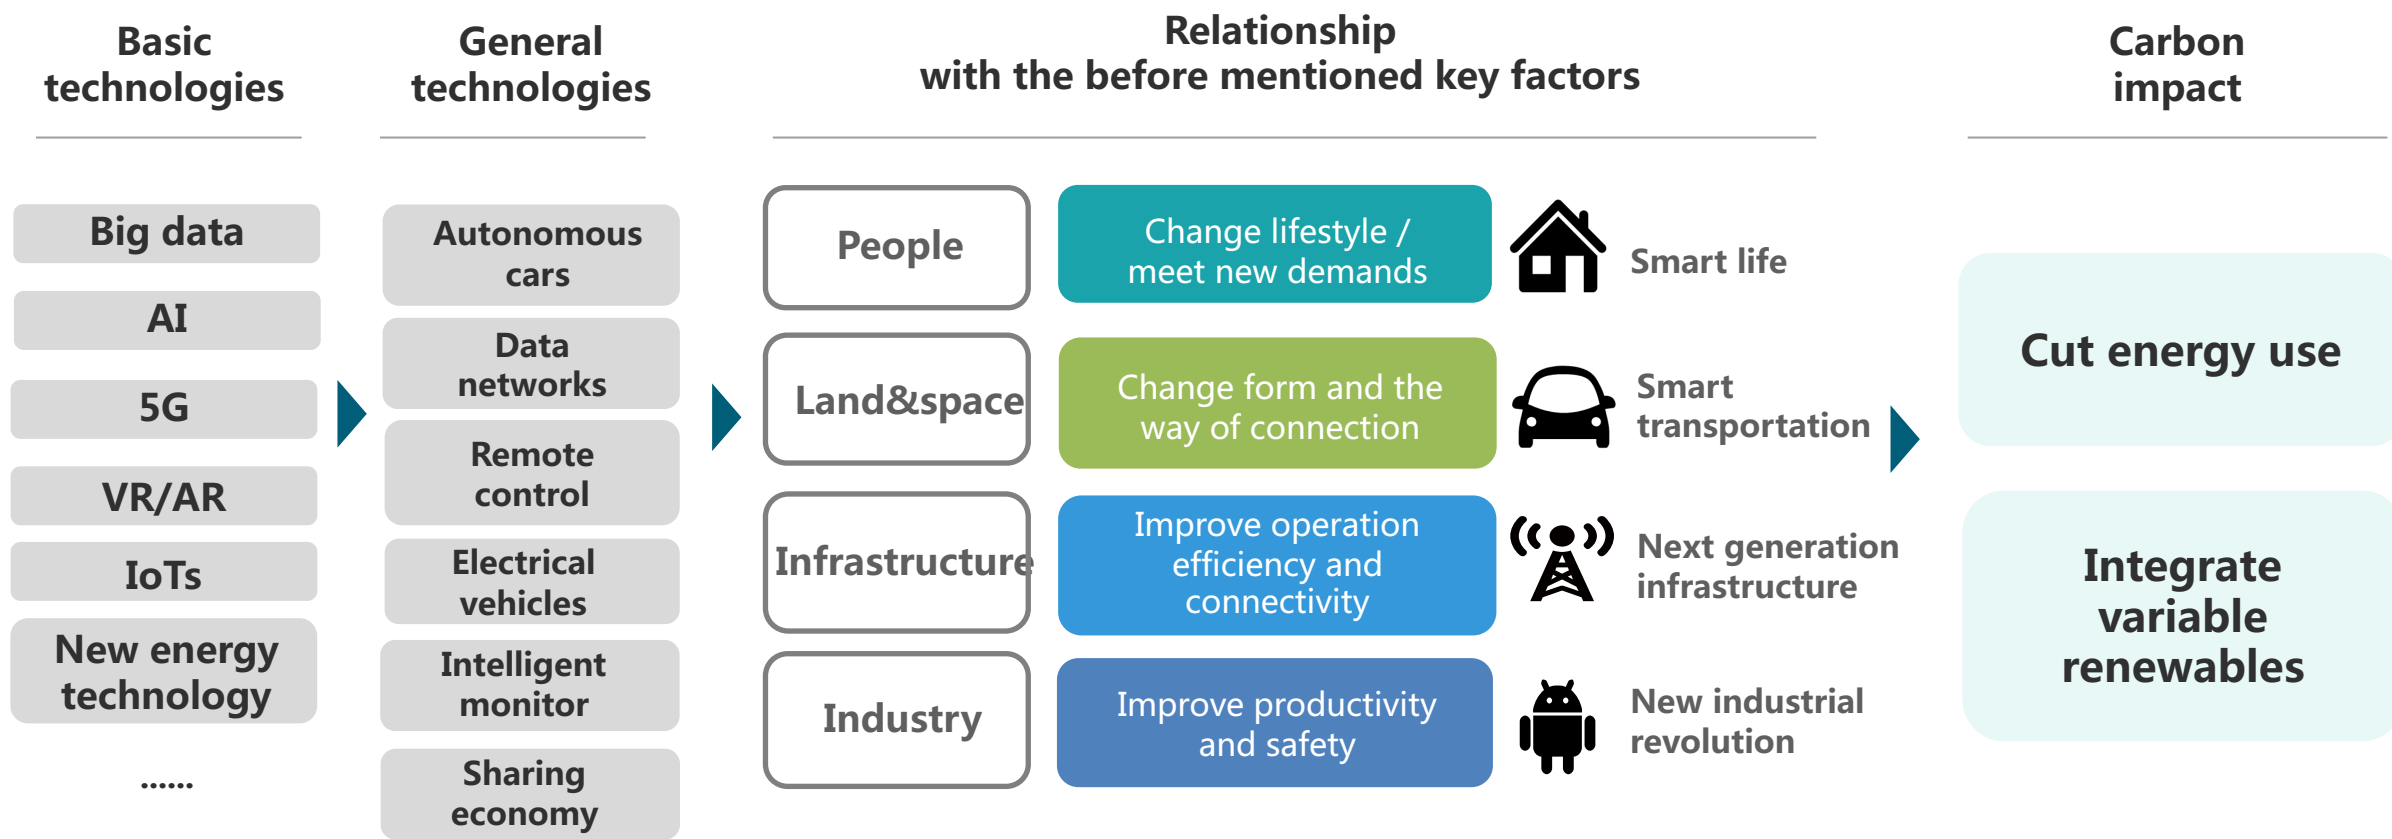 Basic
technologies
General
technologies
Relationship
with the before mentioned key factors
Carbon
impact
Big data
AI
5G
VR/AR
IoTs
New energy
technology
......
Autonomous
cars
Data
networks
Remote
control
Electrical
vehicles
Intelligent
monitor
Sharing
economy
People
Change lifestyle /
meet new demands
Smart life
Land&space
Change form and the
way of connection
Smart
transportation
Infrastructure
Improve operation
efficiency and
connectivity
Next generation
infrastructure
Industry
Improve productivity
and safety
New industrial
revolution
Cut energy use
Integrate
variable
renewables